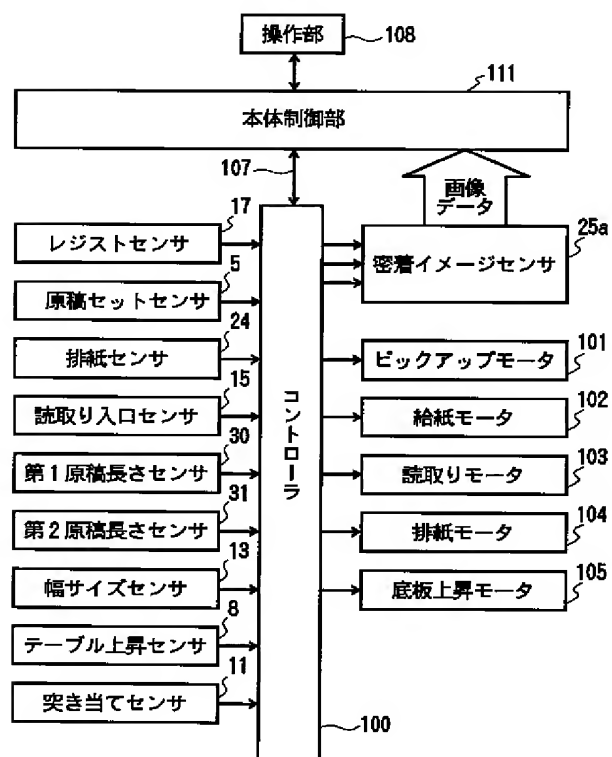 操作部
108
111
本体制御部
107
画像
データ
17
レジストセンサ
25a
密着イメージセンサ
5
原稿セットセンサ
24
排紙センサ
101
ピックアップモータ
15
読取り入口センサ
102
給紙モータ
30
第1原稿長さセンサ
103
読取りモータ
31
第2原稿長さセンサ
104
排紙モータ
13
幅サイズセンサ
105
底板上昇モータ
8
テーブル上昇センサ
11
突き当てセンサ
コントローラ
100